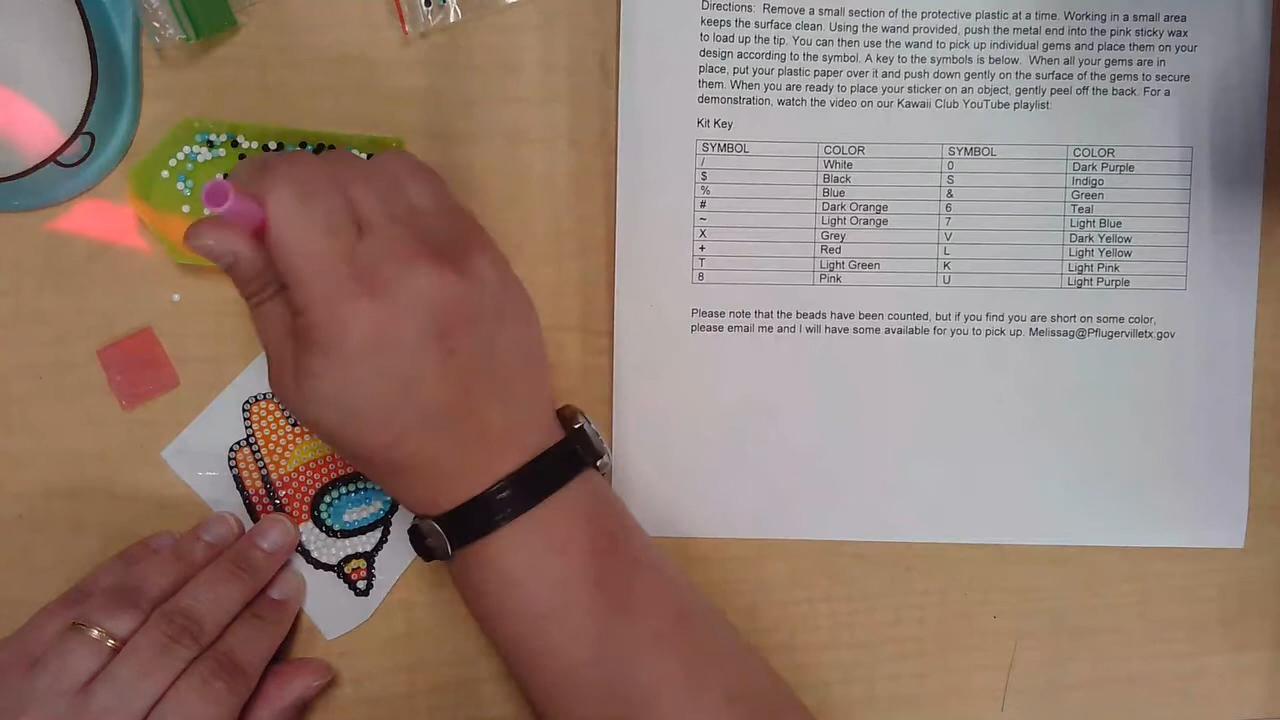 Directions: Remove a small section of the protective plastic at a time. Working in a small area
keeps the surface clean. Using the wand provided, push the metal end into the pink sticky wax
to load up the tip. You can then use the wand to pick up individual gems and place them on your
design according to the symbol. A key to the symbols is below. When all your gems are in
place, put your plastic paper over it and push down gently on the surface of the gems to secure
them. When you are ready to place your sticker on an object, gently peel off the back. For a
demonstration, watch the video on our Kawaii Club YouTube playlist:
Kit Key
SYMBOL COLOR SYMBOL COLOR
/ White 0 Dark Purple
$ Black S Indigo
% Blue & Green
# Dark Orange 6 Teal
~ Light Orange 7 Light Blue
X Grey V Dark Yellow
+ Red L Light Yellow
T Light Green K Light Pink
8 Pink U Light Purple
Please note that the beads have been counted, but if you find you are short on some color,
please email me and I will have some available for you to pick up. Melissag@Pflugervilletx.gov